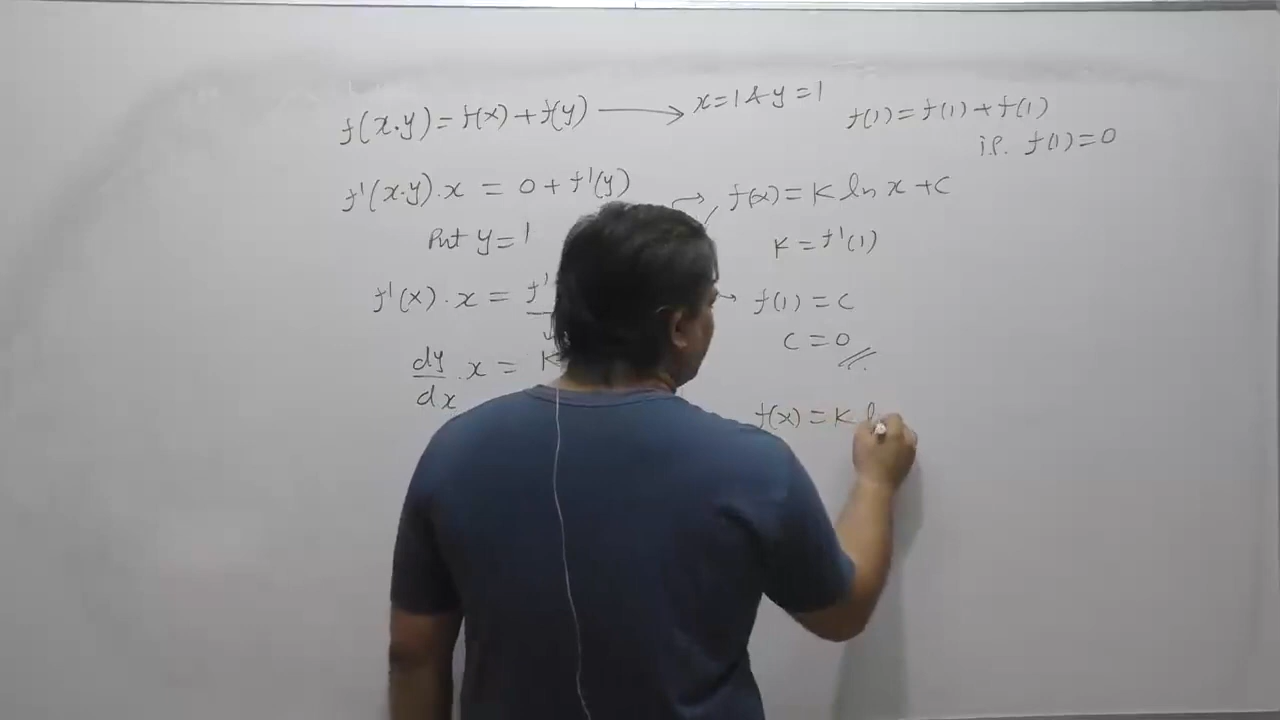 f(x.y) = f(x) + f(y) ⟶ x=1 & y=1
f(1) = f(1) + f(1)
i.e. f(1) = 0
f'(x.y).x = 0 + f'(y)
Put y = 1
f'(x).x = f'
dy/dx .x = K
→ f(x) = K ln x + C
K = f'(1)
→ f(1) = C
C = 0
f(x) = K l